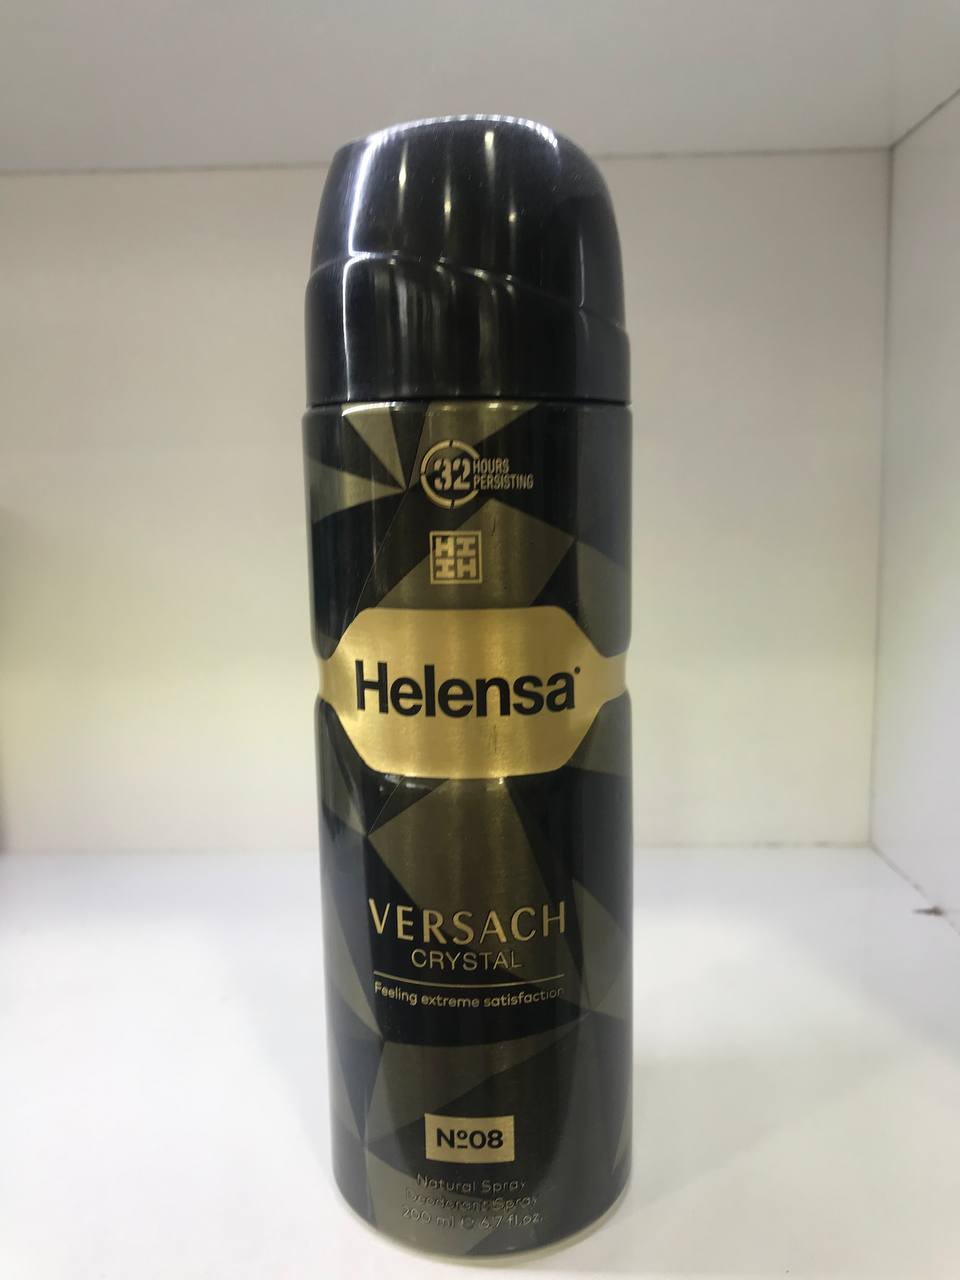 32 HOURS
PERSISTING
Helensa
VERSACH
CRYSTAL
Feeling extreme satisfaction
Nº08
Natural Spray
Deodorant Spray
200 ml ℮ 6.7 fl.oz.